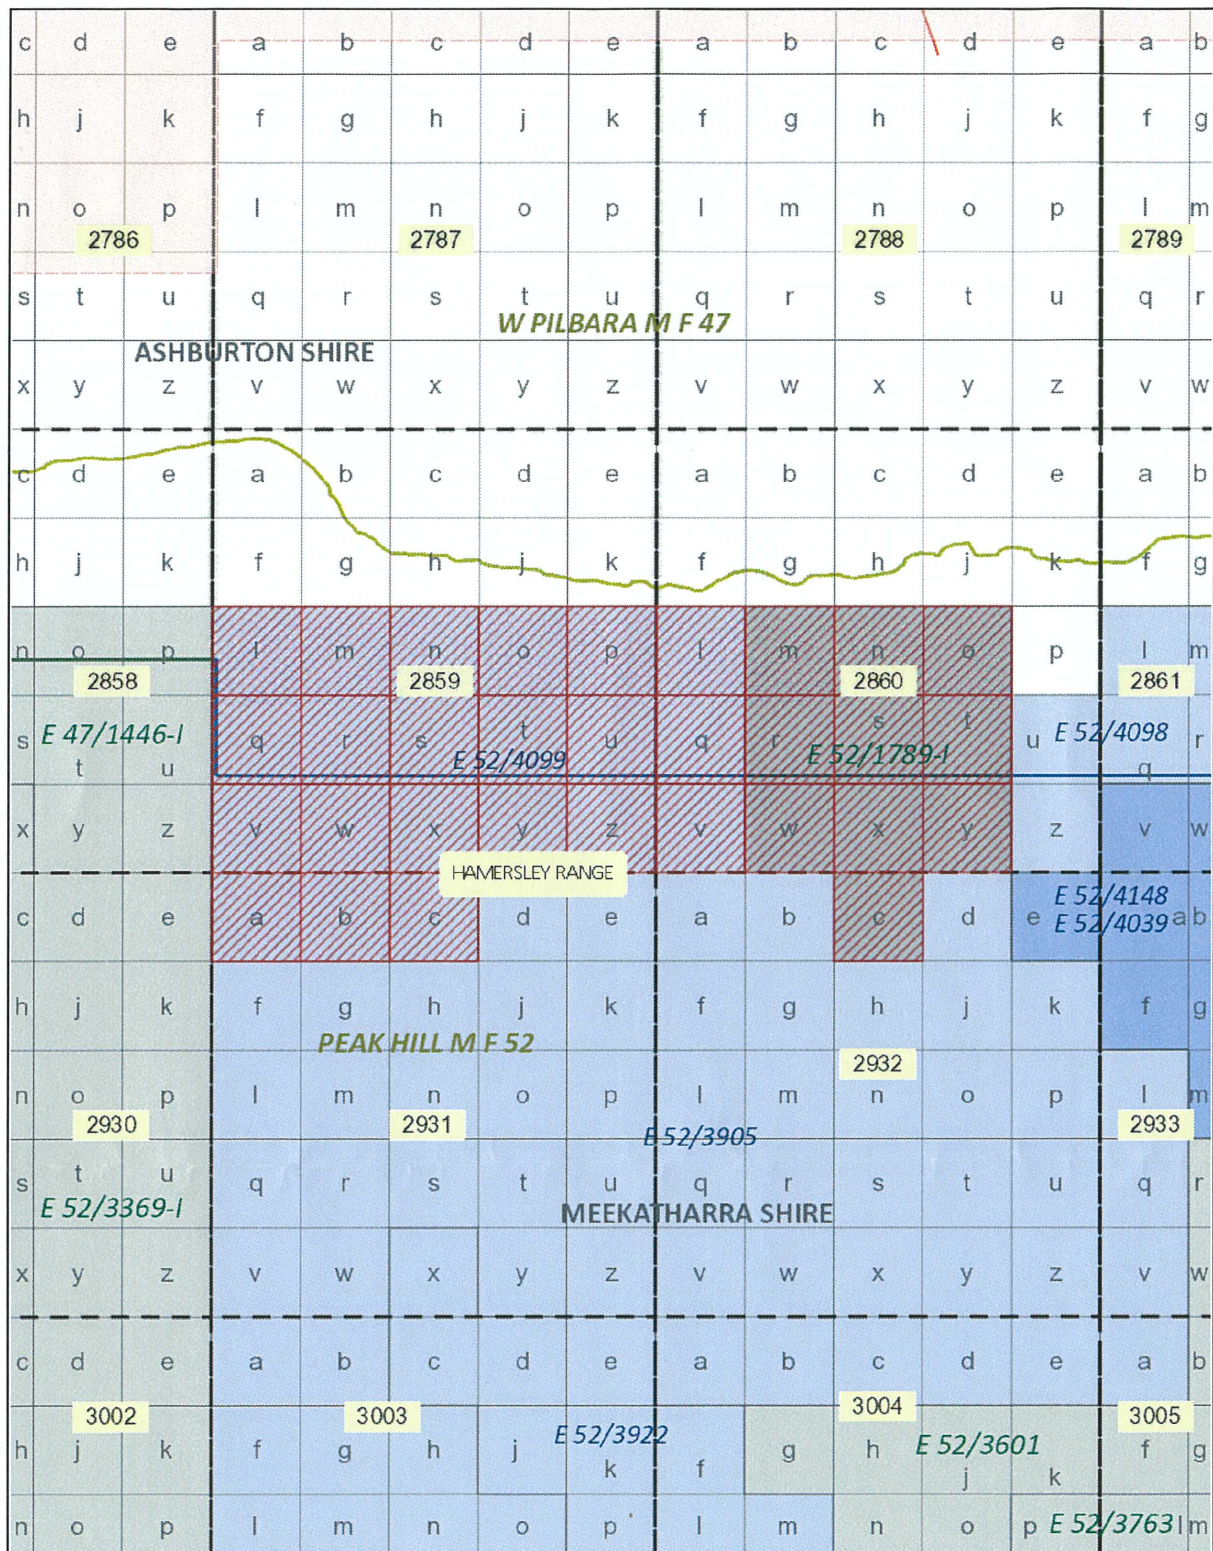 c d e a b c d e a b c d e a b
h j k f g h j k f g h j k f g
n o p l m n o p l m n o p l m
2786 2787 2788 2789
s t u q r s t u q r s t u q r
W PILBARA M F 47
ASHBURTON SHIRE
x y z v w x y z v w x y z v w
c d e a b c d e a b c d e a b
h j k f g h j k f g h j k f g
n o p l m n o p l m n o p l m
2858 2859 2860 2861
s E 47/1446-I q r s t u q r s t u E 52/4098 r
t u E 52/4099 E 52/1789-I q
x y z v w x y z v w x y z v w
HAMERSLEY RANGE
E 52/4148
c d e a b c d e a b c d e E 52/4039 a b
h j k f g h j k f g h j k f g
PEAK HILL M F 52
2932
n o p l m n o p l m n o p l m
2930 2931 2933
E 52/3905
s t u q r s t u q r s t u q r
E 52/3369-I
MEEKATHARRA SHIRE
x y z v w x y z v w x y z v w
c d e a b c d e a b c d e a b
3002 3003 3004 3005
h j k f g h j E 52/3922 g h E 52/3601 f g
k f j k
n o p l m n o p l m n o p E 52/3763 l m